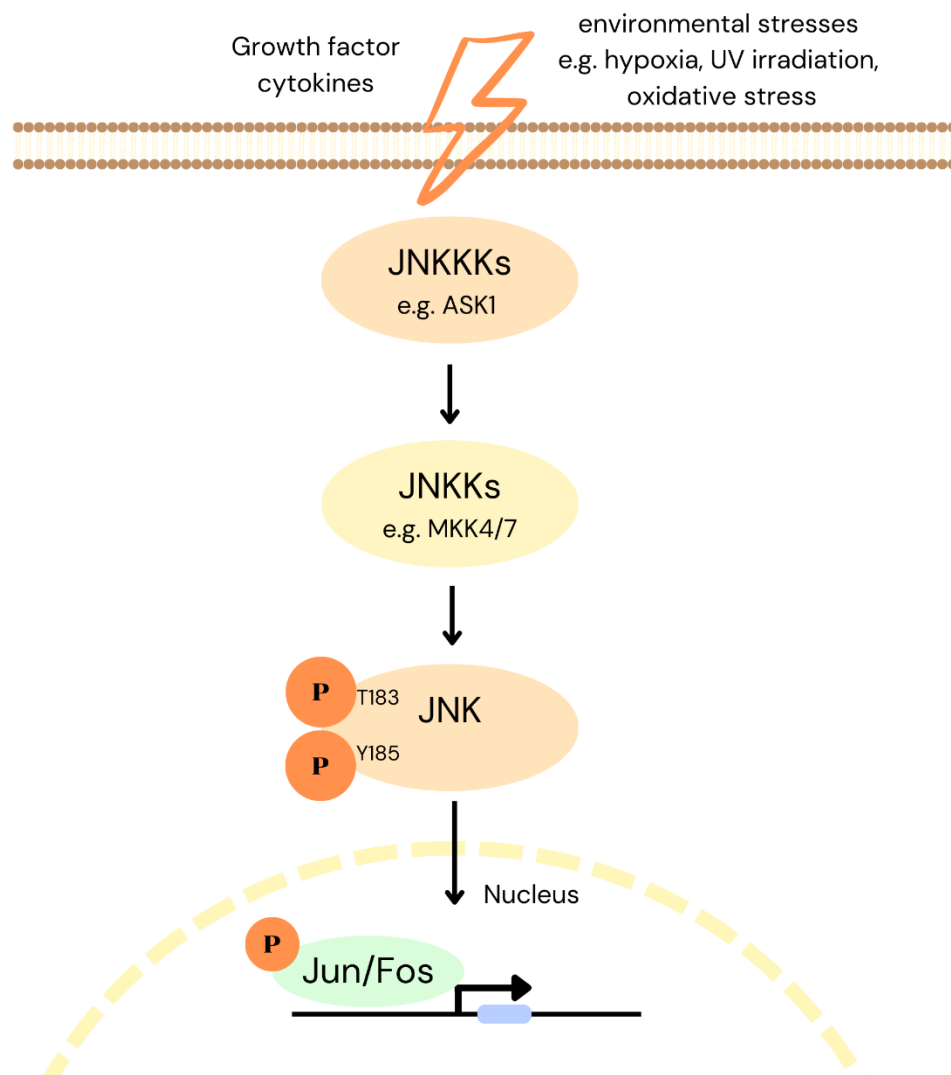 Growth factor
cytokines
environmental stresses
e.g. hypoxia, UV irradiation,
oxidative stress
JNKKKs
e.g. ASK1
JNKKs
e.g. MKK4/7
P
T183
JNK
P
Y185
Nucleus
P
Jun/Fos